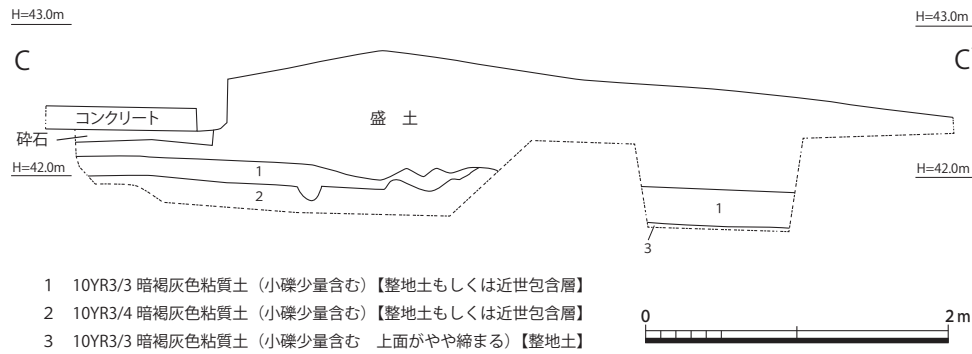 H=43.0m
H=43.0m
C
C
コンクリート
盛　土
砕石
H=42.0m
H=42.0m
1
2
1
3
1　10YR3/3 暗褐灰色粘質土（小礫少量含む）【整地土もしくは近世包含層】
2　10YR3/4 暗褐灰色粘質土（小礫少量含む）【整地土もしくは近世包含層】
3　10YR3/3 暗褐灰色粘質土（小礫少量含む　上面がやや締まる）【整地土】
0
2m